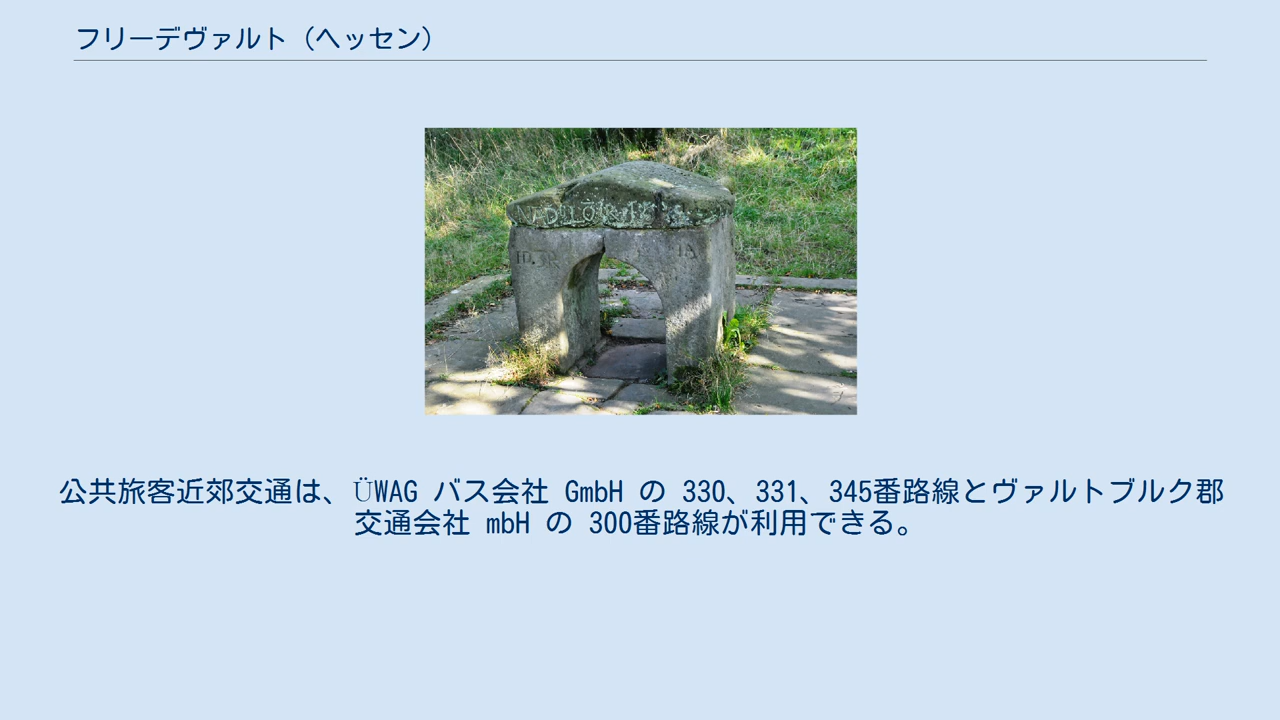 フリーデヴァルト（ヘッセン）
公共旅客近郊交通は、ÜWAG バス会社 GmbH の 330、331、345番路線とヴァルトブルク郡
交通会社 mbH の 300番路線が利用できる。